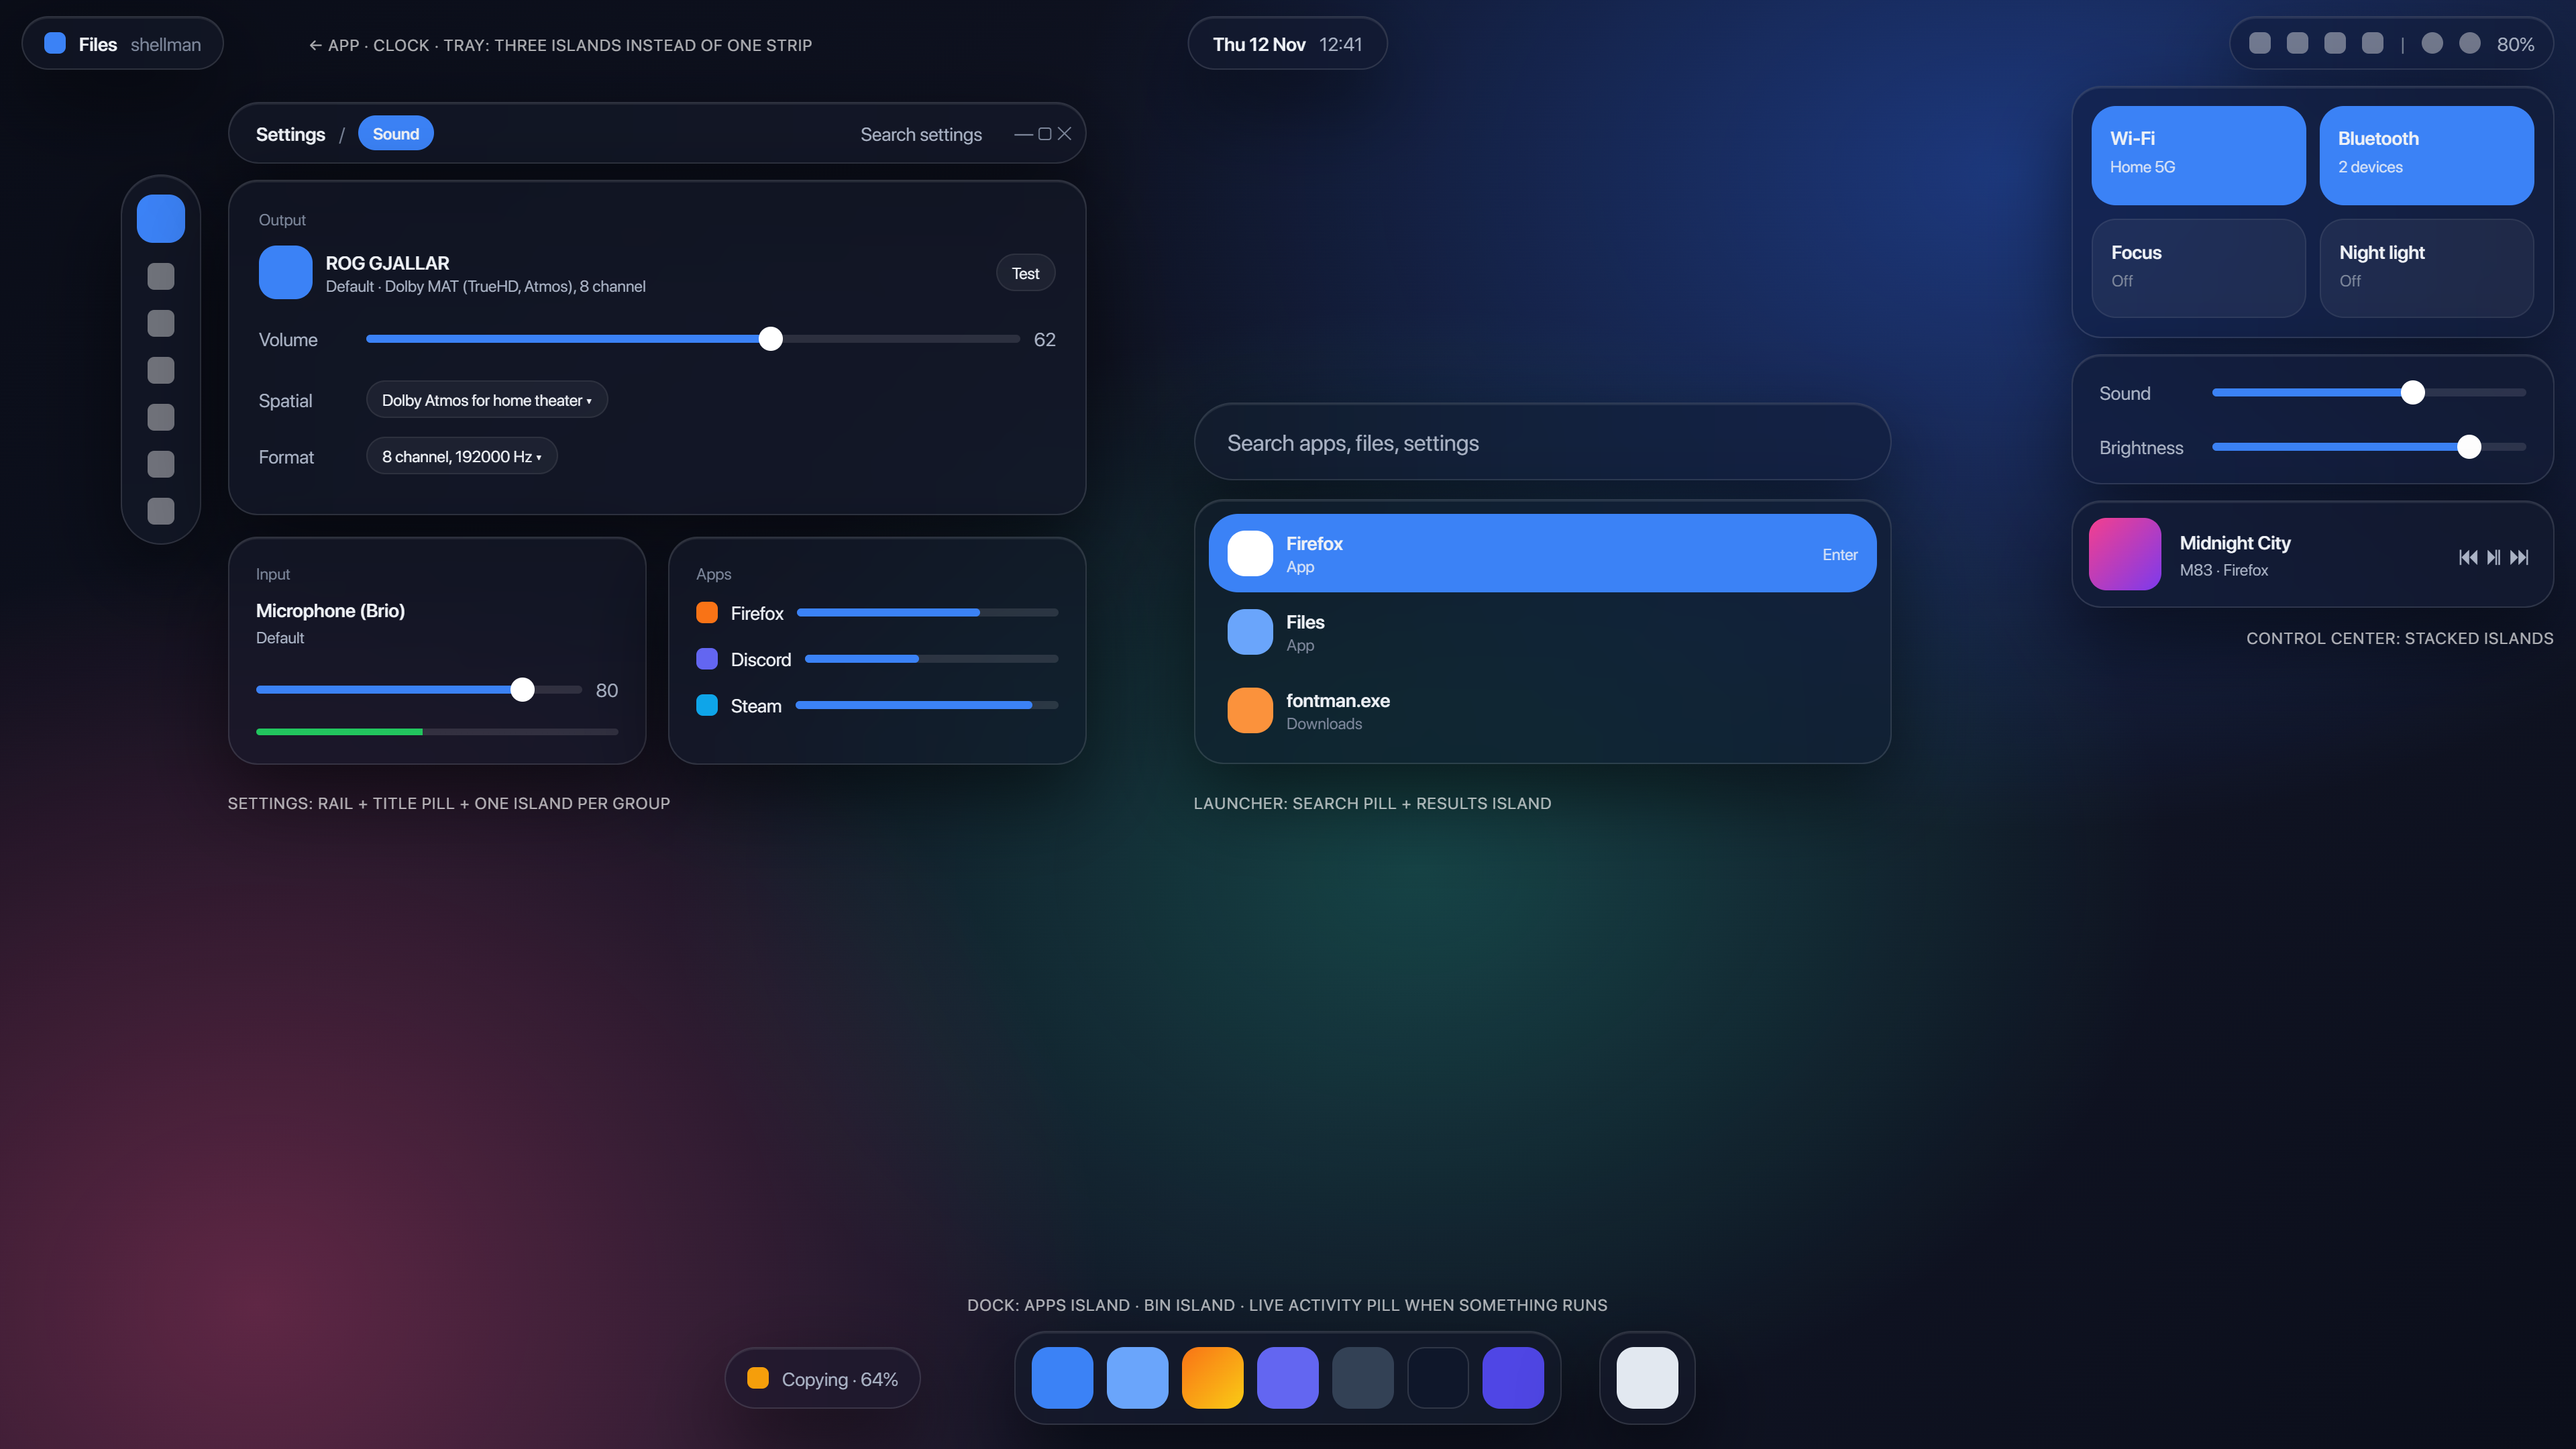 Files shellman
← APP · CLOCK · TRAY: THREE ISLANDS INSTEAD OF ONE STRIP
Thu 12 Nov 12:41
| 80%
Settings / Sound
Search settings
Output
ROG GJALLAR
Default · Dolby MAT (TrueHD, Atmos), 8 channel
Test
Volume
62
Spatial
Dolby Atmos for home theater ▾
Format
8 channel, 192000 Hz ▾
Input
Microphone (Brio)
Default
80
Apps
Firefox
Discord
Steam
SETTINGS: RAIL + TITLE PILL + ONE ISLAND PER GROUP
Search apps, files, settings
Firefox
App
Enter
Files
App
fontman.exe
Downloads
LAUNCHER: SEARCH PILL + RESULTS ISLAND
Wi-Fi
Home 5G
Bluetooth
2 devices
Focus
Off
Night light
Off
Sound
Brightness
Midnight City
M83 · Firefox
CONTROL CENTER: STACKED ISLANDS
DOCK: APPS ISLAND · BIN ISLAND · LIVE ACTIVITY PILL WHEN SOMETHING RUNS
Copying · 64%